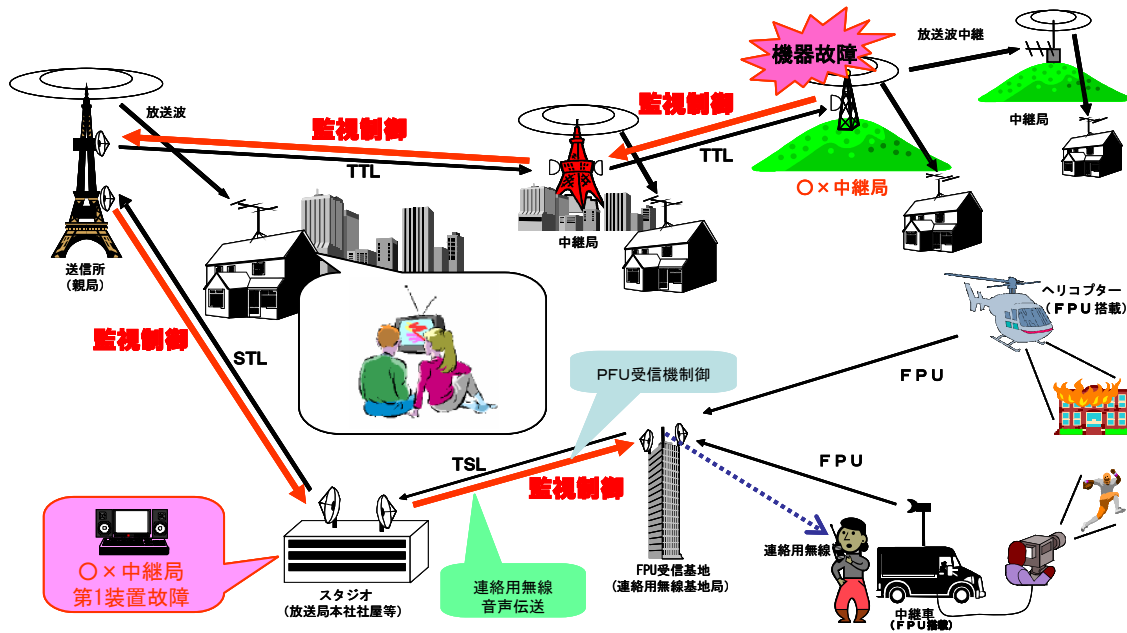 機器故障
放送波中継
中継局
放送波
監視制御
TTL
監視制御
TTL
○×中継局
中継局
送信所
(親局)
ヘリコプター
(FPU搭載)
監視制御
STL
PFU受信機制御
FPU
FPU
TSL
監視制御
連絡用無線
○×中継局
第1装置故障
スタジオ
(放送局本社社屋等)
連絡用無線
音声伝送
FPU受信基地
(連絡用無線基地局)
中継車
(FPU搭載)